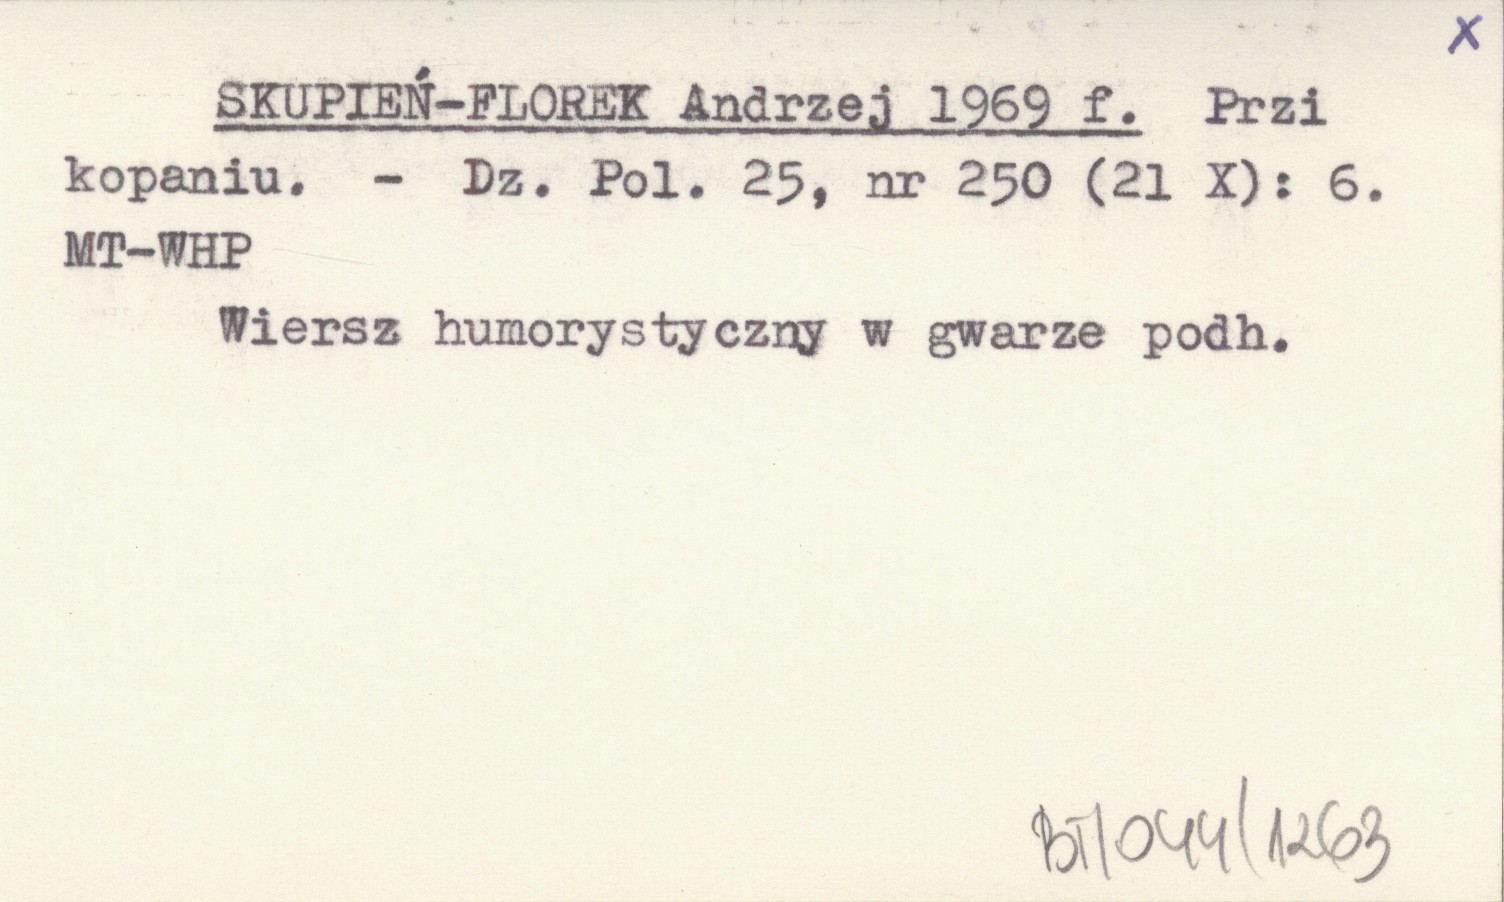 x
SKUPIEŃ-FLOREK Andrzej 1969 f. Przi
kopaniu. - Dz. Pol. 25, nr 250 (21 X): 6.
MT-WHP
Wiersz humorystyczny w gwarze podh.
BT/044/1263